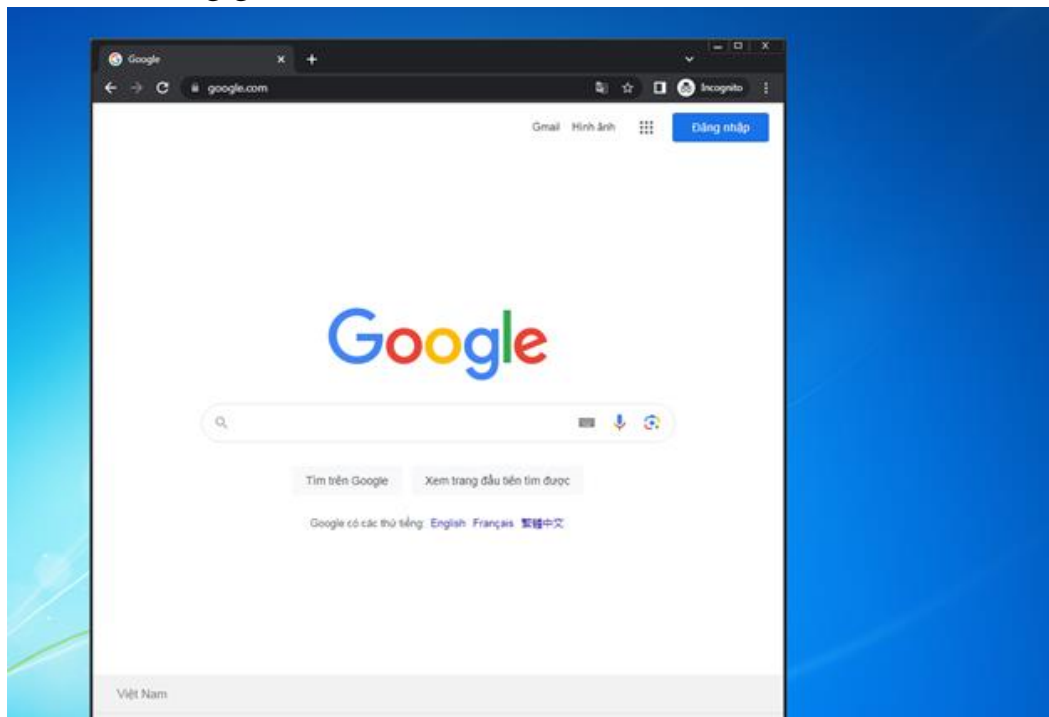 Google
google.com
Incognito
Gmail Hình ảnh Đăng nhập
Google
Tìm trên Google Xem trang đầu tiên tìm được
Google có các thứ tiếng: English Français 繁體中文
Việt Nam